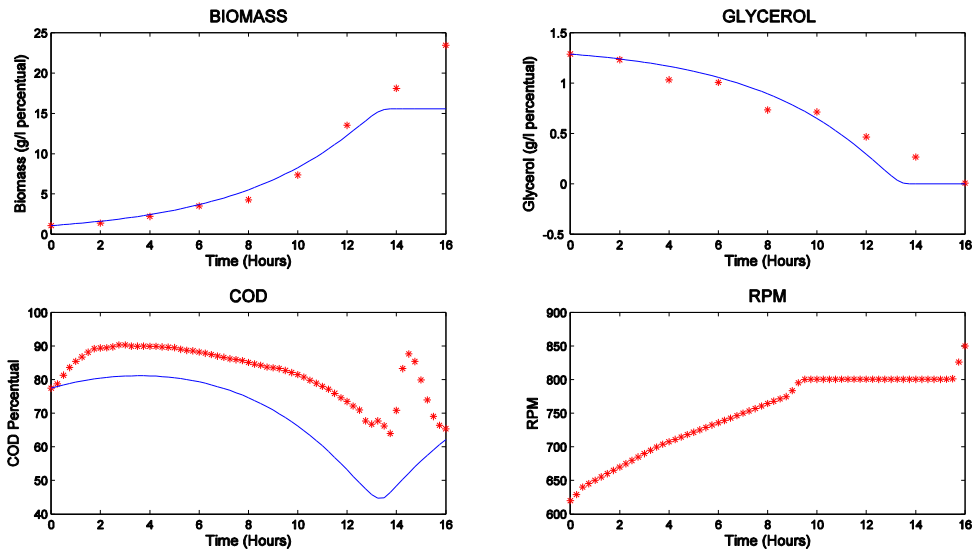 BIOMASS
25
20
15
10
5
0
Biomass (g/l percentual)
0 2 4 6 8 10 12 14 16
Time (Hours)
GLYCEROL
1.5
1
0.5
0
-0.5
Glycerol (g/l percentual)
0 2 4 6 8 10 12 14 16
Time (Hours)
COD
100
90
80
70
60
50
40
COD Percentual
0 2 4 6 8 10 12 14 16
Time (Hours)
RPM
900
850
800
750
700
650
600
RPM
0 2 4 6 8 10 12 14 16
Time (Hours)